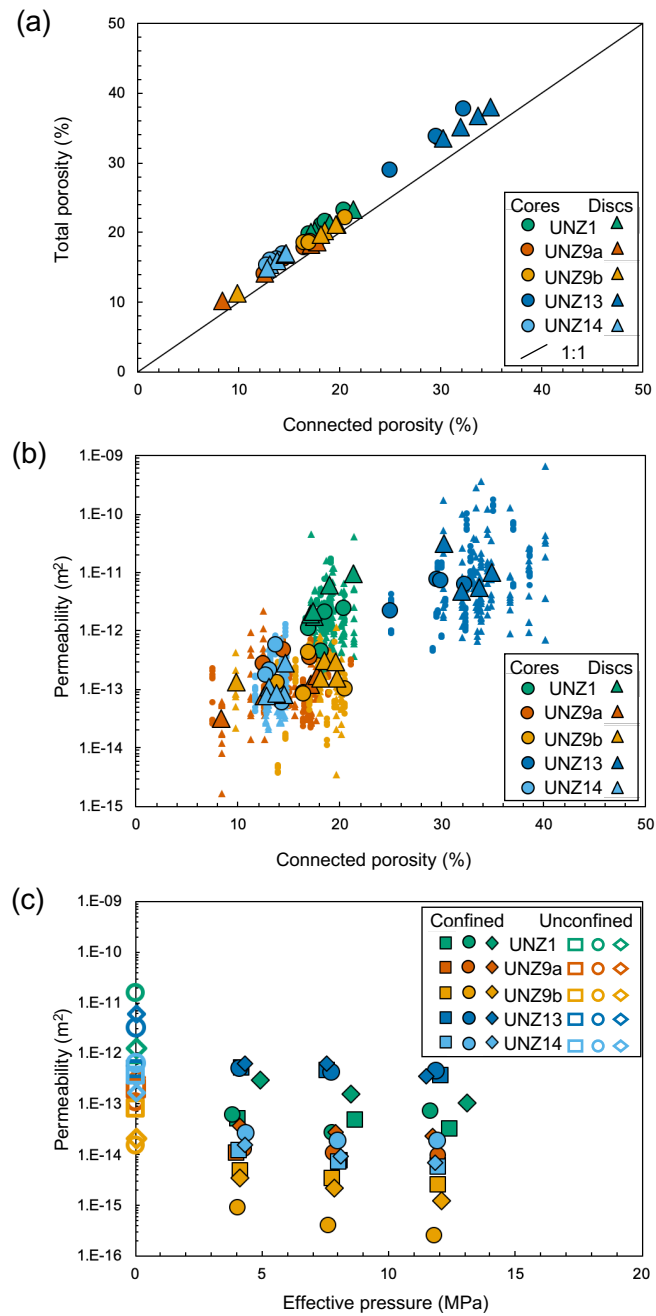 (a)
50
40
30
20
10
0
Total porosity (%)
Cores Discs
UNZ1
UNZ9a
UNZ9b
UNZ13
UNZ14
1:1
0 10 20 30 40 50
Connected porosity (%)
(b)
1.E-09
1.E-10
1.E-11
1.E-12
1.E-13
1.E-14
1.E-15
Permeability (m²)
Cores Discs
UNZ1
UNZ9a
UNZ9b
UNZ13
UNZ14
0 10 20 30 40 50
Connected porosity (%)
(c)
1.E-09
1.E-10
1.E-11
1.E-12
1.E-13
1.E-14
1.E-15
1.E-16
Permeability (m²)
Confined Unconfined
UNZ1
UNZ9a
UNZ9b
UNZ13
UNZ14
0 5 10 15 20
Effective pressure (MPa)